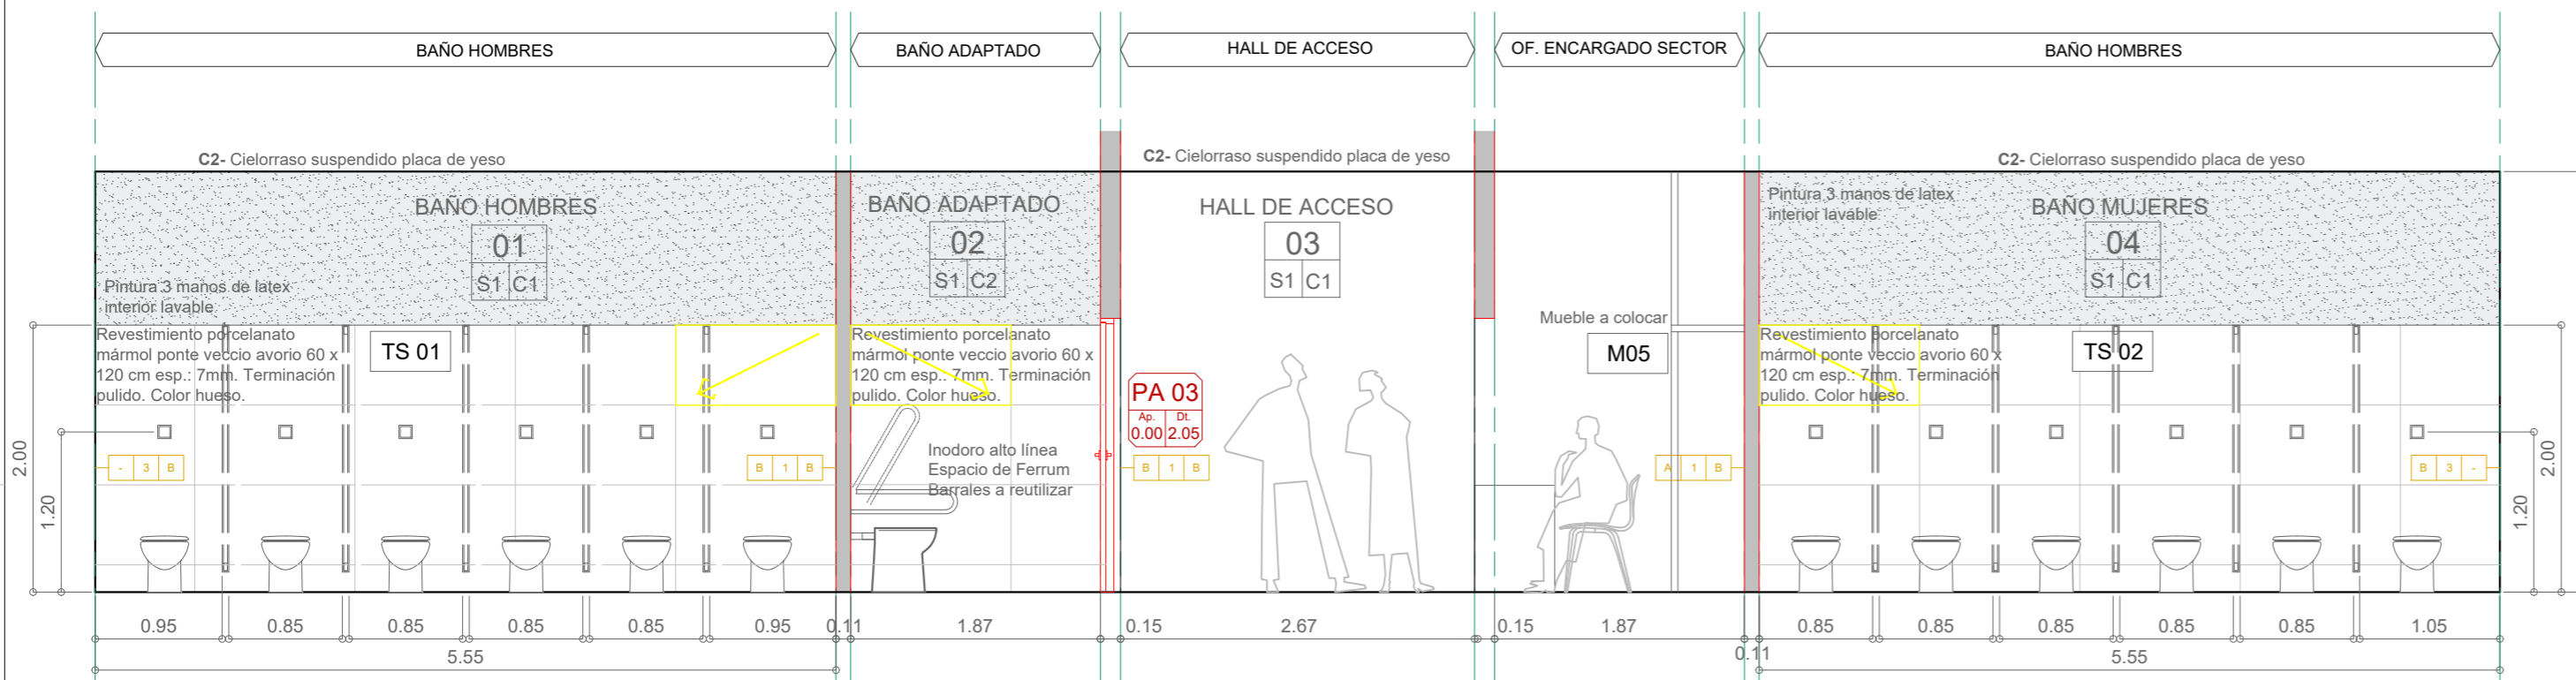 BAÑO HOMBRES
BAÑO ADAPTADO
HALL DE ACCESO
OF. ENCARGADO SECTOR
BAÑO HOMBRES
C2- Cielorraso suspendido placa de yeso
C2- Cielorraso suspendido placa de yeso
C2- Cielorraso suspendido placa de yeso
BAÑO HOMBRES
01
S1 C1
Pintura 3 manos de latex
interior lavable
Revestimiento porcelanato
mármol ponte veccio avorio 60 x
120 cm esp.: 7mm. Terminación
pulido. Color hueso.
TS 01
- 3 B
B 1 B
BAÑO ADAPTADO
02
S1 C2
Revestimiento porcelanato
mármol ponte veccio avorio 60 x
120 cm esp.: 7mm. Terminación
pulido. Color hueso.
Inodoro alto línea
Espacio de Ferrum
Barrales a reutilizar
HALL DE ACCESO
03
S1 C1
PA 03
Ap. Dt.
0.00 2.05
B 1 B
Mueble a colocar
M05
A 1 B
Pintura 3 manos de latex
interior lavable
BAÑO MUJERES
04
S1 C1
Revestimiento porcelanato
mármol ponte veccio avorio 60 x
120 cm esp.: 7mm. Terminación
pulido. Color hueso.
TS 02
B 3 -
2.00
1.20
1.20
2.00
0.95 0.85 0.85 0.85 0.85 0.95 0.11 1.87 0.15 2.67 0.15 1.87 0.11 0.85 0.85 0.85 0.85 0.85 1.05
5.55
5.55